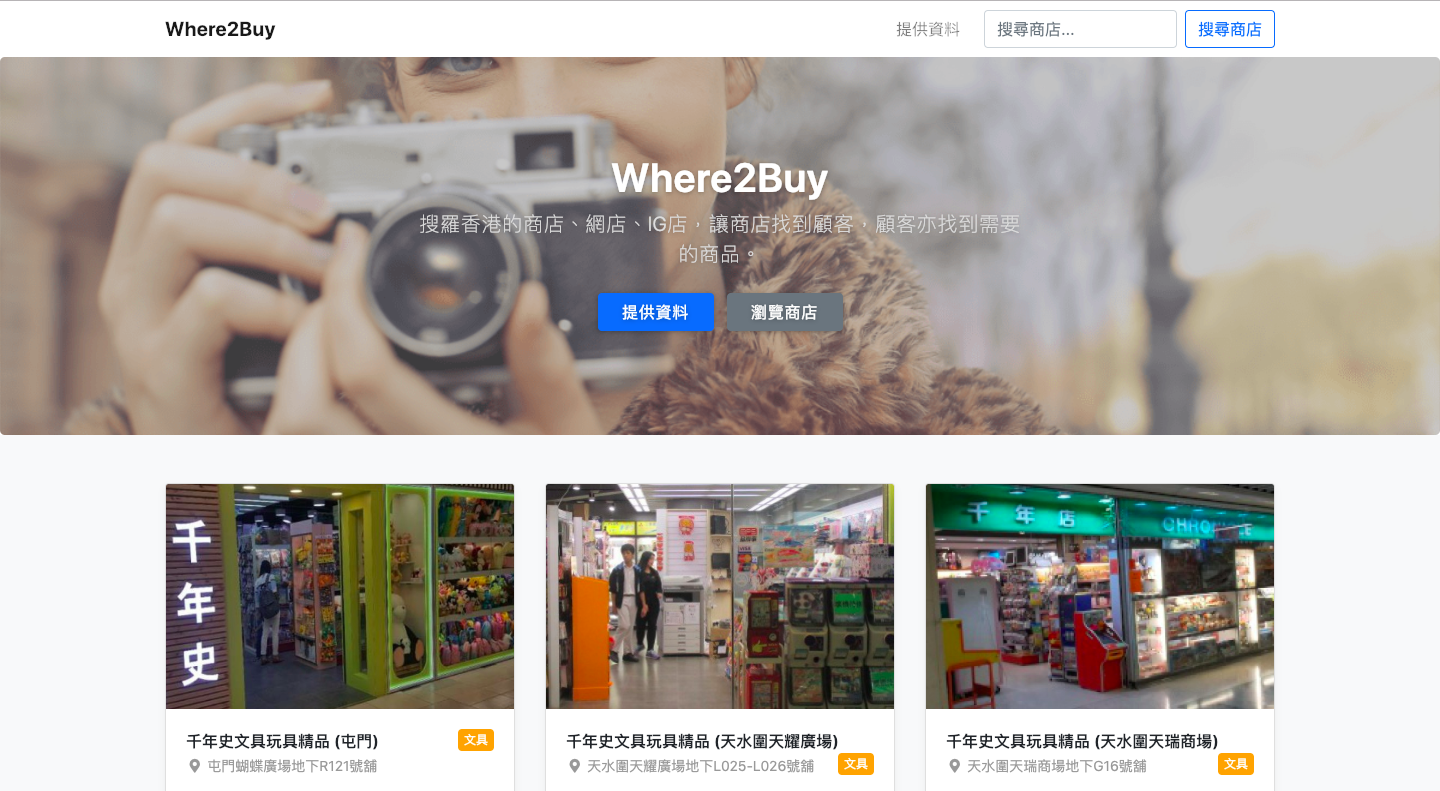 Where2Buy
提供資料
搜尋商店...
搜尋商店
Where2Buy
搜羅香港的商店、網店、IG店，讓商店找到顧客，顧客亦找到需要
的商品。
提供資料
瀏覽商店
千
年
史
千年店
千年史文具玩具精品 (屯門)
文具
屯門蝴蝶廣場地下R121號舖
千年史文具玩具精品 (天水圍天耀廣場)
天水圍天耀廣場地下L025-L026號舖
文具
千年史文具玩具精品 (天水圍天瑞商場)
天水圍天瑞商場地下G16號舖
文具